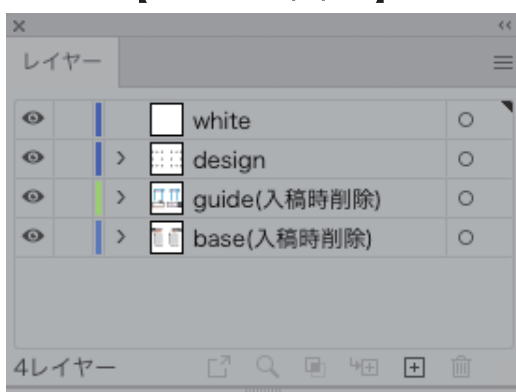 レイヤー
white
design
guide(入稿時削除)
base(入稿時削除)
4レイヤー